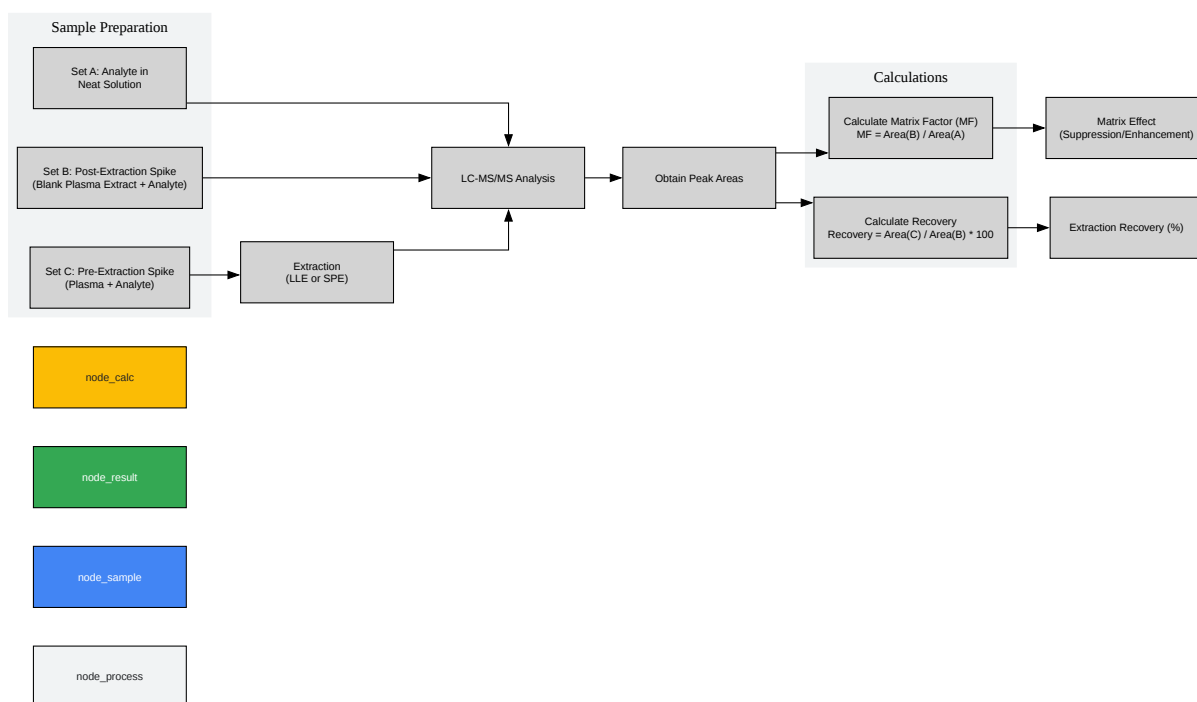 Sample Preparation
Set A: Analyte in
Neat Solution
Set B: Post-Extraction Spike
(Blank Plasma Extract + Analyte)
Set C: Pre-Extraction Spike
(Plasma + Analyte)
Extraction
(LLE or SPE)
LC-MS/MS Analysis
Obtain Peak Areas
Calculations
Calculate Matrix Factor (MF)
MF = Area(B) / Area(A)
Calculate Recovery
Recovery = Area(C) / Area(B) * 100
Matrix Effect
(Suppression/Enhancement)
Extraction Recovery (%)
node_calc
node_result
node_sample
node_process